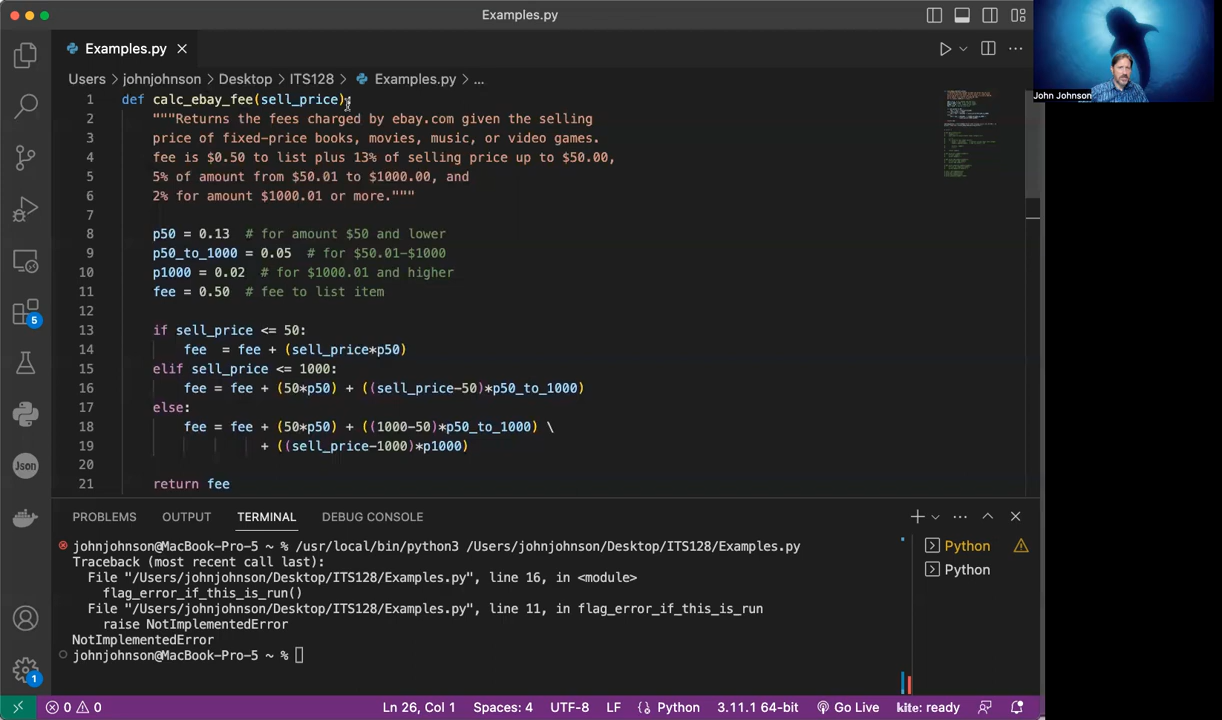 Examples.py
Examples.py
Users > johnjohnson > Desktop > ITS128 > Examples.py > ...
John Johnson
1 def calc_ebay_fee(sell_price):
2 """Returns the fees charged by ebay.com given the selling
3 price of fixed-price books, movies, music, or video games.
4 fee is $0.50 to list plus 13% of selling price up to $50.00,
5 5% of amount from $50.01 to $1000.00, and
6 2% for amount $1000.01 or more."""
7
8 p50 = 0.13 # for amount $50 and lower
9 p50_to_1000 = 0.05 # for $50.01-$1000
10 p1000 = 0.02 # for $1000.01 and higher
11 fee = 0.50 # fee to list item
12
13 if sell_price <= 50:
14 fee = fee + (sell_price*p50)
15 elif sell_price <= 1000:
16 fee = fee + (50*p50) + ((sell_price-50)*p50_to_1000)
17 else:
18 fee = fee + (50*p50) + ((1000-50)*p50_to_1000) \
19 + ((sell_price-1000)*p1000)
20
21 return fee
5
Json
1
PROBLEMS OUTPUT TERMINAL DEBUG CONSOLE
johnjohnson@MacBook-Pro-5 ~ % /usr/local/bin/python3 /Users/johnjohnson/Desktop/ITS128/Examples.py
Traceback (most recent call last):
File "/Users/johnjohnson/Desktop/ITS128/Examples.py", line 16, in <module>
flag_error_if_this_is_run()
File "/Users/johnjohnson/Desktop/ITS128/Examples.py", line 11, in flag_error_if_this_is_run
raise NotImplementedError
NotImplementedError
johnjohnson@MacBook-Pro-5 ~ %
Python
Python
0 0 Ln 26, Col 1 Spaces: 4 UTF-8 LF Python 3.11.1 64-bit Go Live kite: ready